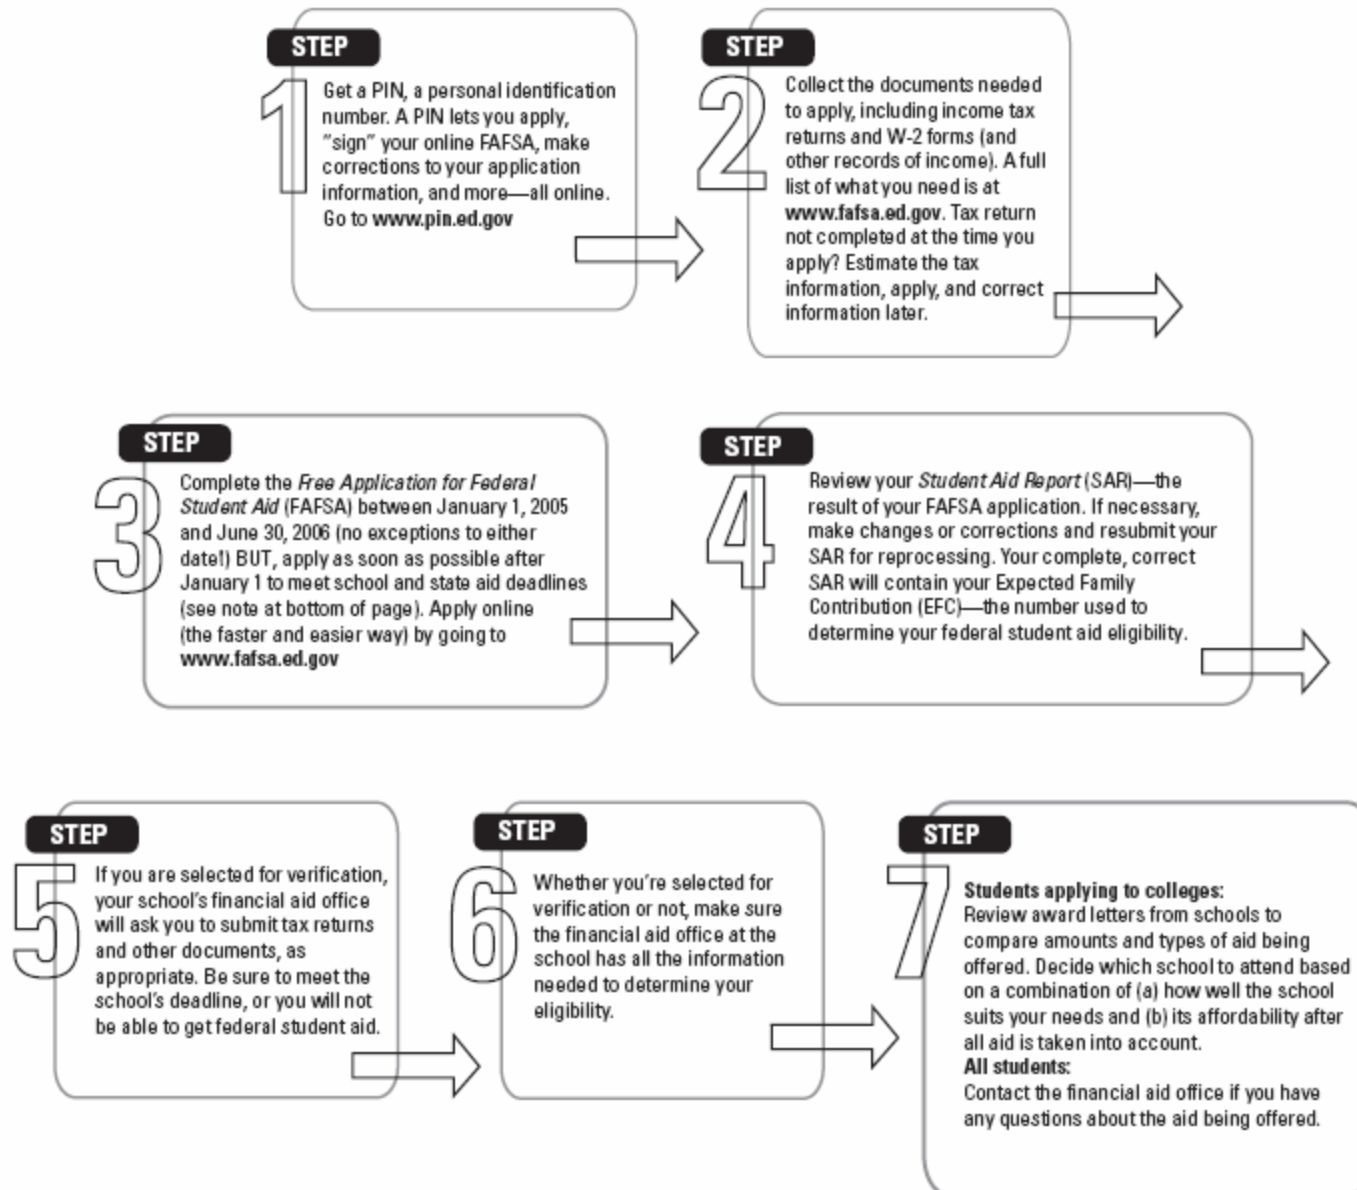 STEP
1
Get a PIN, a personal identification
number. A PIN lets you apply,
"sign" your online FAFSA, make
corrections to your application
information, and more—all online.
Go to www.pin.ed.gov
STEP
2
Collect the documents needed
to apply, including income tax
returns and W-2 forms (and
other records of income). A full
list of what you need is at
www.fafsa.ed.gov. Tax return
not completed at the time you
apply? Estimate the tax
information, apply, and correct
information later.
STEP
3
Complete the Free Application for Federal
Student Aid (FAFSA) between January 1, 2005
and June 30, 2006 (no exceptions to either
date!) BUT, apply as soon as possible after
January 1 to meet school and state aid deadlines
(see note at bottom of page). Apply online
(the faster and easier way) by going to
www.fafsa.ed.gov
STEP
4
Review your Student Aid Report (SAR)—the
result of your FAFSA application. If necessary,
make changes or corrections and resubmit your
SAR for reprocessing. Your complete, correct
SAR will contain your Expected Family
Contribution (EFC)—the number used to
determine your federal student aid eligibility.
STEP
5
If you are selected for verification,
your school's financial aid office
will ask you to submit tax returns
and other documents, as
appropriate. Be sure to meet the
school's deadline, or you will not
be able to get federal student aid.
STEP
6
Whether you're selected for
verification or not, make sure
the financial aid office at the
school has all the information
needed to determine your
eligibility.
STEP
7
Students applying to colleges:
Review award letters from schools to
compare amounts and types of aid being
offered. Decide which school to attend based
on a combination of (a) how well the school
suits your needs and (b) its affordability after
all aid is taken into account.
All students:
Contact the financial aid office if you have
any questions about the aid being offered.